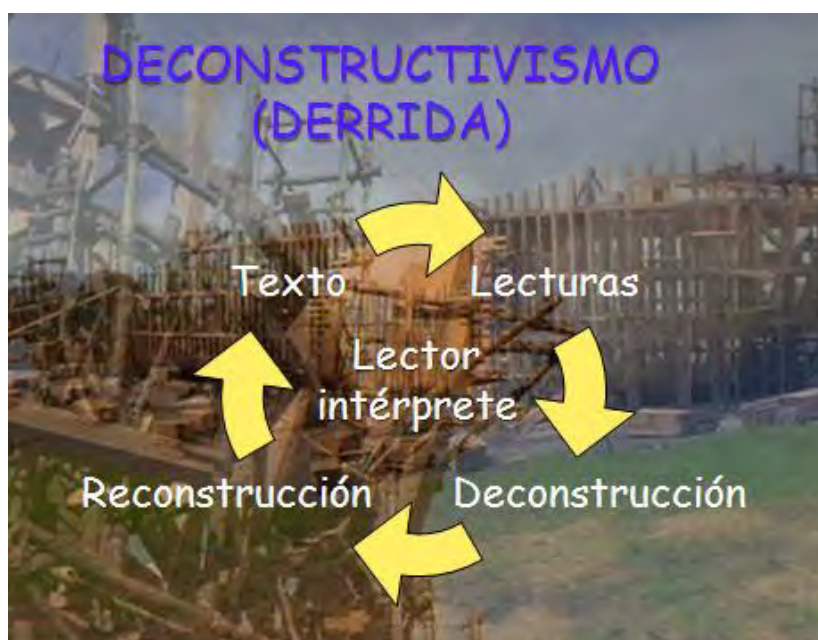 DECONSTRUCTIVISMO
(DERRIDA)
Texto
Lecturas
Lector
intérprete
Reconstrucción
Deconstrucción